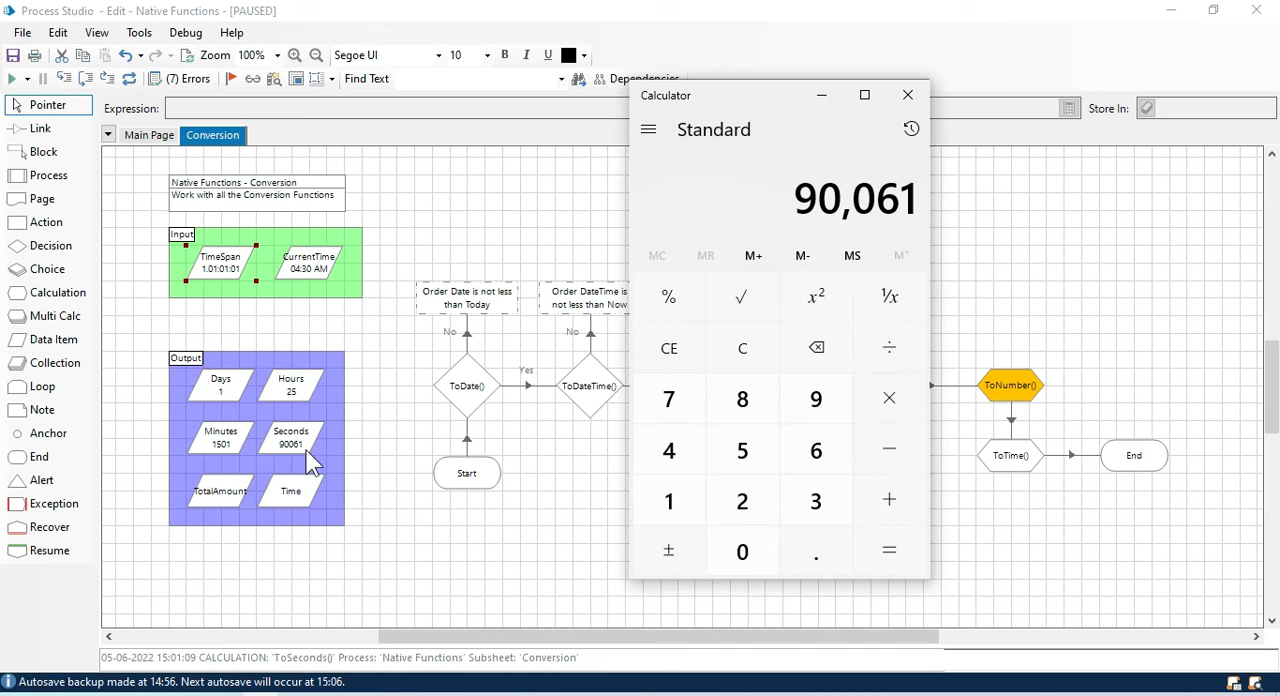 Process Studio - Edit - Native Functions - [PAUSED]
File Edit View Tools Debug Help
Zoom 100% Segoe UI 10 B I U
(7) Errors Find Text Dependencies
Pointer
Link
Block
Process
Page
Action
Decision
Choice
Calculation
Multi Calc
Data Item
Collection
Loop
Note
Anchor
End
Alert
Exception
Recover
Resume
Expression:
Store In:
Main Page Conversion
Native Functions - Conversion
Work with all the Conversion Functions
Input
TimeSpan
1.01:01:01
CurrentTime
04:30 AM
Output
Days
1
Hours
25
Minutes
1501
Seconds
90061
TotalAmount
Time
Order Date is not less
than Today
Order DateTime is
not less than Now
No
No
Yes
ToDate()
ToDateTime()
Start
ToNumber()
ToTime()
End
Calculator
Standard
90,061
MC MR M+ M- MS M˅
% √ x² ¹/x
CE C ÷
7 8 9 ×
4 5 6 −
1 2 3 +
± 0 . =
05-06-2022 15:01:09 CALCULATION: 'ToSeconds()' Process: 'Native Functions' Subsheet: 'Conversion'
Autosave backup made at 14:56. Next autosave will occur at 15:06.